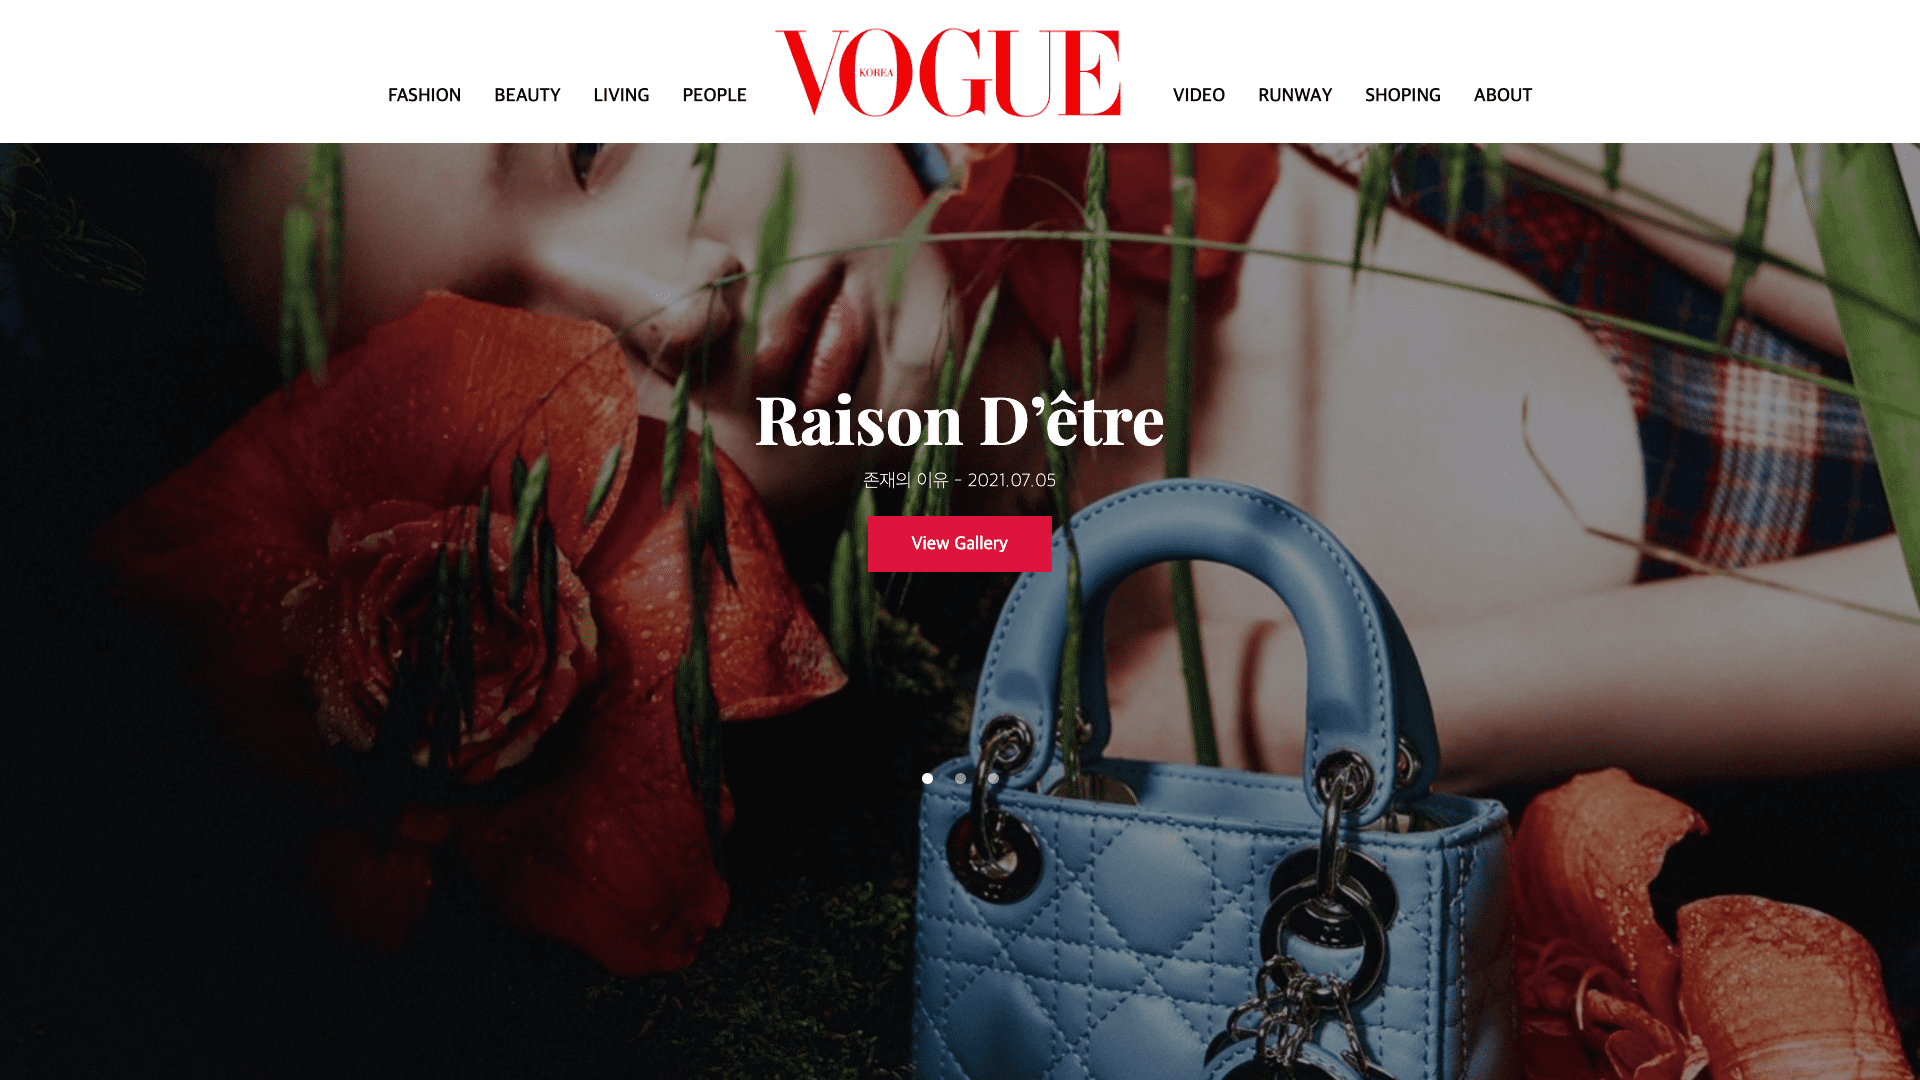 FASHION BEAUTY LIVING PEOPLE VOGUE KOREA VIDEO RUNWAY SHOPING ABOUT
Raison D’être
존재의 이유 - 2021.07.05
View Gallery